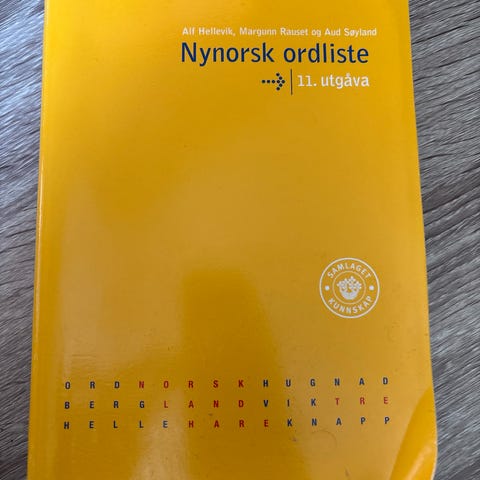 Alf Hellevik, Margunn Rauset og Aud Søyland
Nynorsk ordliste
11. utgåva
SAMLAGET
KUNNSKAP
ORDNORSKHUGNAD
BERGLANDVIKTRE
HELLEHAREKNAPP